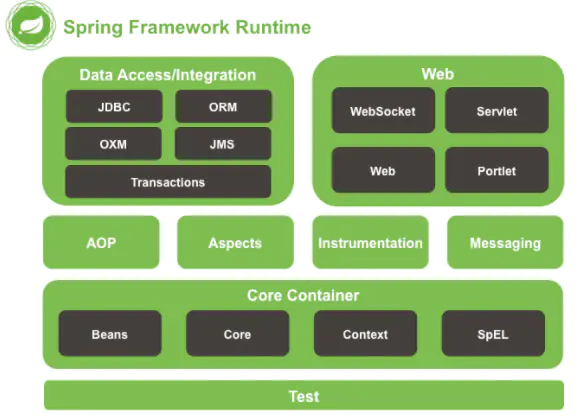 Spring Framework Runtime
Data Access/Integration
JDBC
ORM
OXM
JMS
Transactions
Web
WebSocket
Servlet
Web
Portlet
AOP
Aspects
Instrumentation
Messaging
Core Container
Beans
Core
Context
SpEL
Test